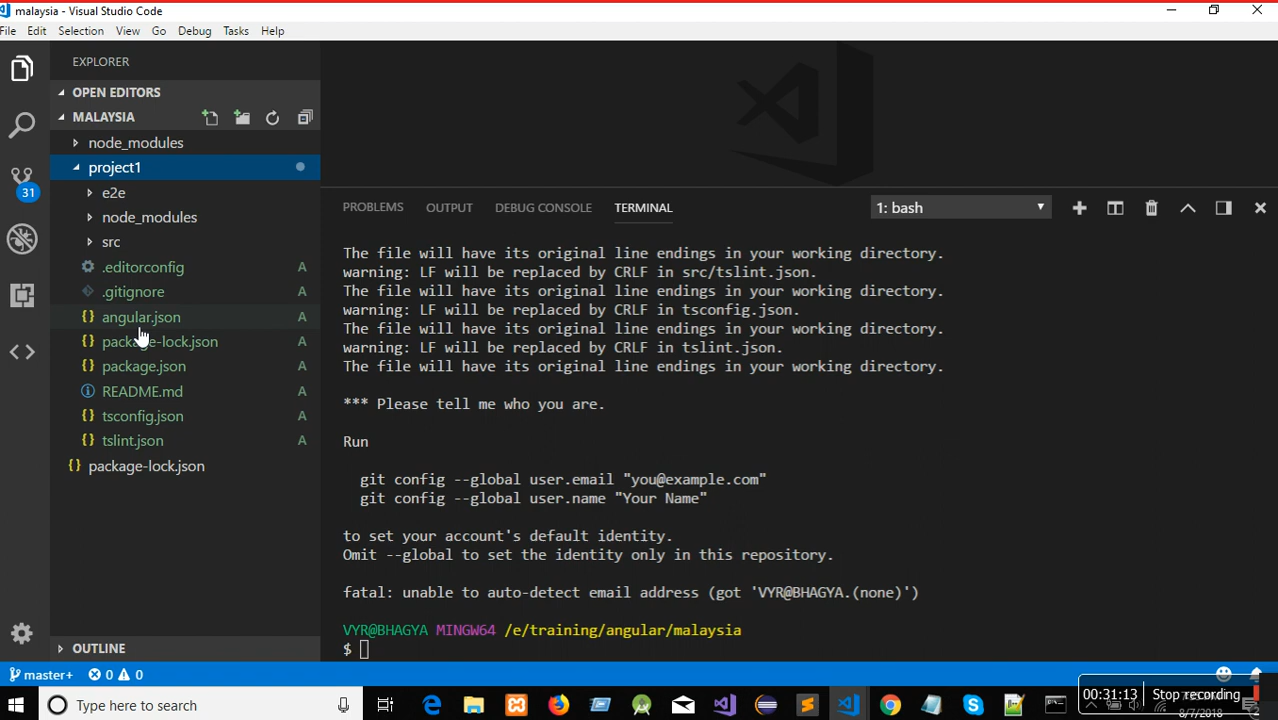 malaysia - Visual Studio Code
File Edit Selection View Go Debug Tasks Help
EXPLORER
OPEN EDITORS
MALAYSIA
node_modules
project1
e2e
node_modules
src
.editorconfig A
.gitignore A
angular.json A
package-lock.json A
package.json A
README.md A
tsconfig.json A
tslint.json A
package-lock.json
OUTLINE
31
PROBLEMS OUTPUT DEBUG CONSOLE TERMINAL 1: bash
The file will have its original line endings in your working directory.
warning: LF will be replaced by CRLF in src/tslint.json.
The file will have its original line endings in your working directory.
warning: LF will be replaced by CRLF in tsconfig.json.
The file will have its original line endings in your working directory.
warning: LF will be replaced by CRLF in tslint.json.
The file will have its original line endings in your working directory.
*** Please tell me who you are.
Run
git config --global user.email "you@example.com"
git config --global user.name "Your Name"
to set your account's default identity.
Omit --global to set the identity only in this repository.
fatal: unable to auto-detect email address (got 'VYR@BHAGYA.(none)')
VYR@BHAGYA MINGW64 /e/training/angular/malaysia
$
master+ 0 0
Type here to search
00:31:13 Stop recording
8/7/2018